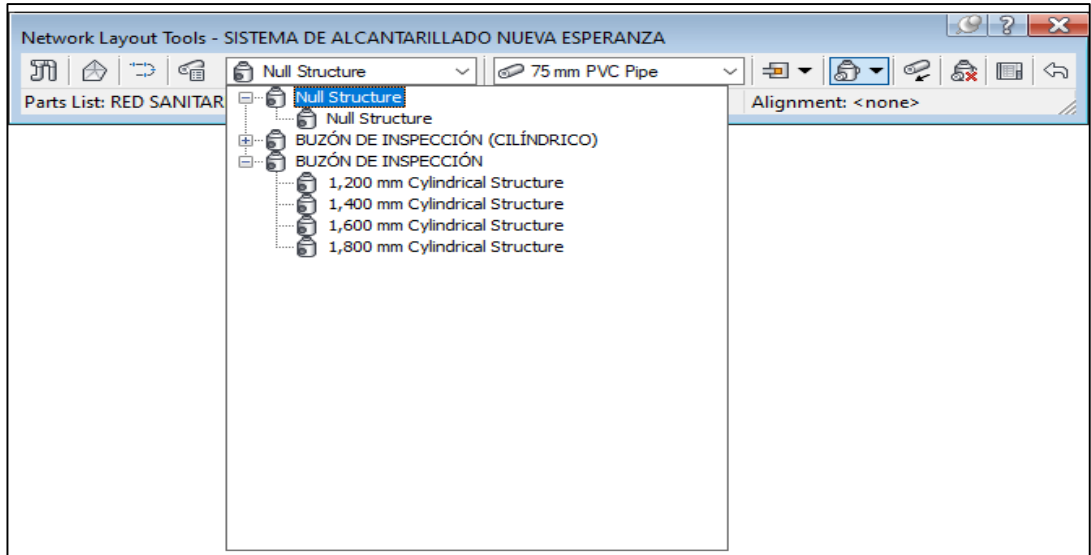 Network Layout Tools - SISTEMA DE ALCANTARILLADO NUEVA ESPERANZA
Null Structure 75 mm PVC Pipe
Parts List: RED SANITAR Alignment: <none>
Null Structure
Null Structure
BUZÓN DE INSPECCIÓN (CILÍNDRICO)
BUZÓN DE INSPECCIÓN
1,200 mm Cylindrical Structure
1,400 mm Cylindrical Structure
1,600 mm Cylindrical Structure
1,800 mm Cylindrical Structure